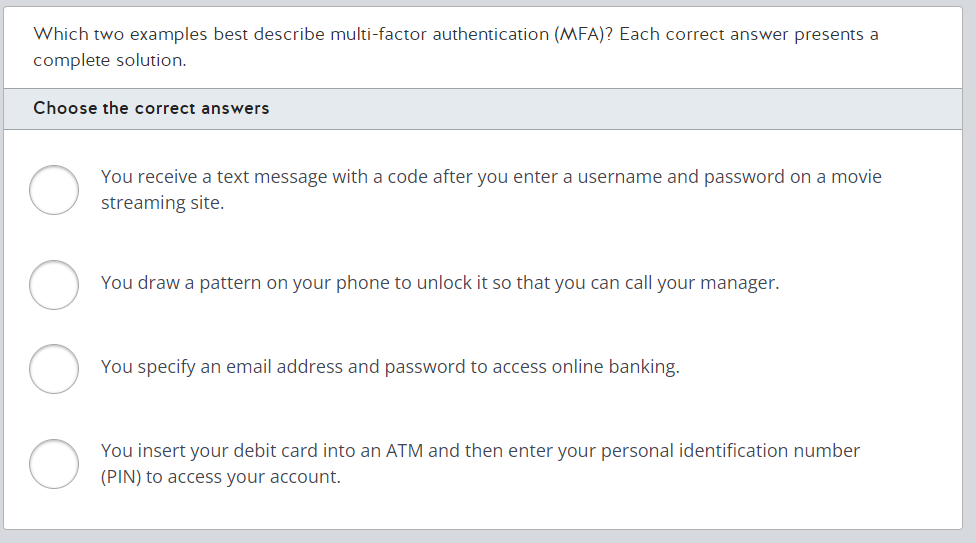 Which two examples best describe multi-factor authentication (MFA)? Each correct answer presents a
complete solution.
Choose the correct answers
You receive a text message with a code after you enter a username and password on a movie
streaming site.
You draw a pattern on your phone to unlock it so that you can call your manager.
You specify an email address and password to access online banking.
You insert your debit card into an ATM and then enter your personal identification number
(PIN) to access your account.